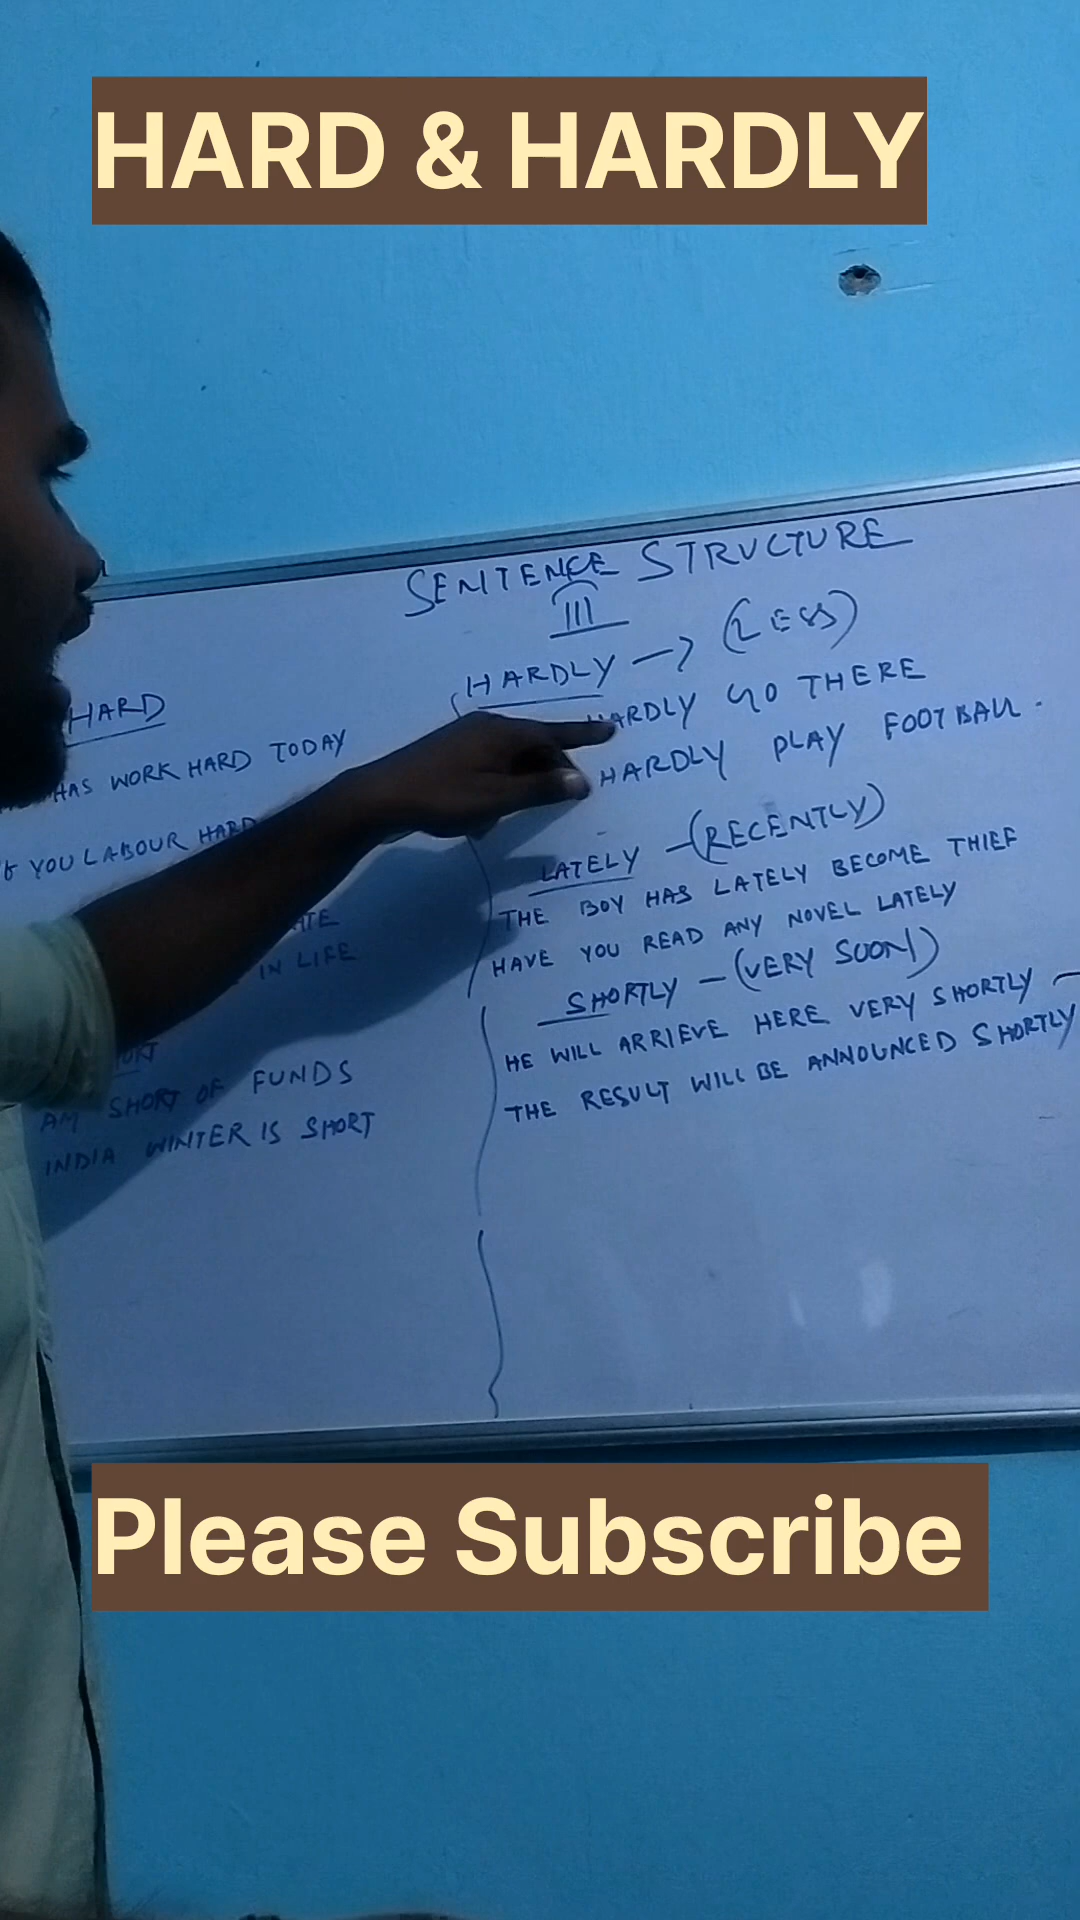 HARD & HARDLY
SENTENCE STRUCTURE
III
HARD
HAS WORK HARD TODAY
YOU LABOUR HARD
IN LIFE
AM SHORT OF FUNDS
INDIA WINTER IS SHORT
HARDLY → (LESS)
HARDLY GO THERE
HARDLY PLAY FOOTBALL.
LATELY - (RECENTLY)
THE BOY HAS LATELY BECOME THIEF
HAVE YOU READ ANY NOVEL LATELY
SHORTLY - (VERY SOON)
HE WILL ARRIEVE HERE VERY SHORTLY -
THE RESULT WILL BE ANNOUNCED SHORTLY
Please Subscribe